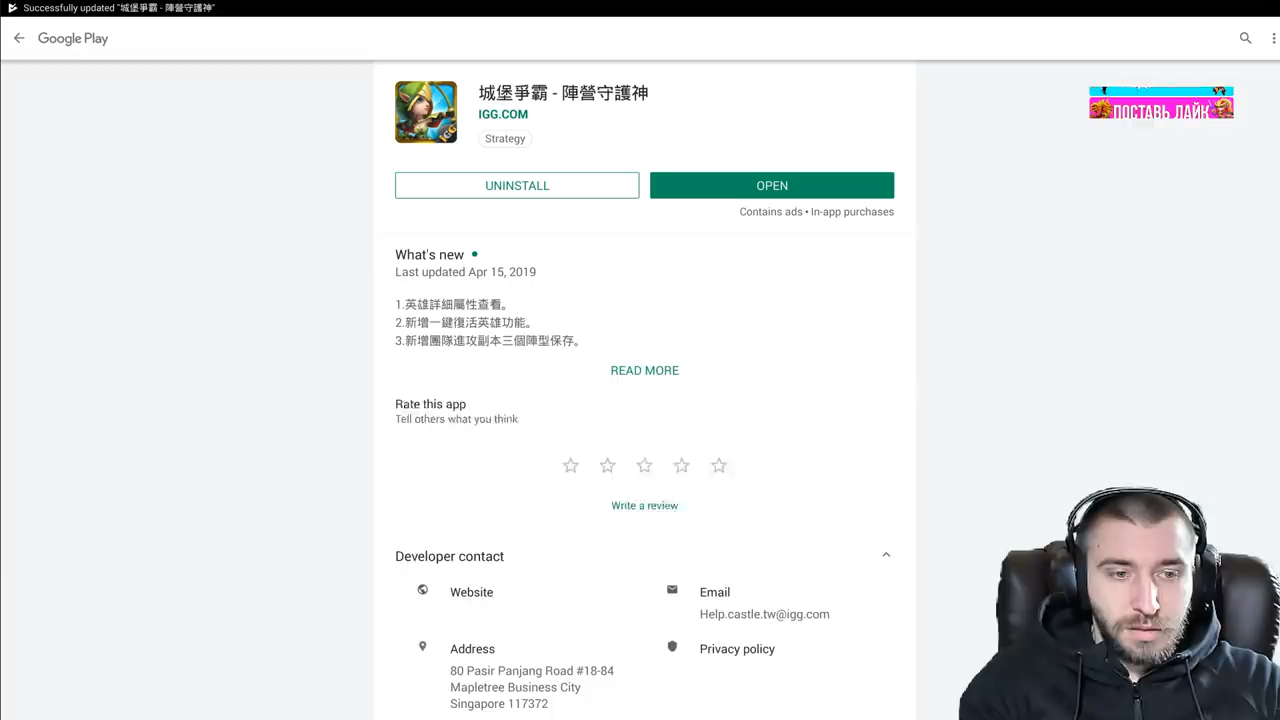 Successfully updated "城堡爭霸 - 陣營守護神"
Google Play
城堡爭霸 - 陣營守護神
IGG.COM
Strategy
UNINSTALL
OPEN
Contains ads • In-app purchases
What's new
Last updated Apr 15, 2019
1.英雄詳細屬性查看。
2.新增一鍵復活英雄功能。
3.新增團隊進攻副本三個陣型保存。
READ MORE
Rate this app
Tell others what you think
Write a review
Developer contact
Website
Email
Help.castle.tw@igg.com
Address
80 Pasir Panjang Road #18-84
Mapletree Business City
Singapore 117372
Privacy policy
ПОСТАВЬ ЛАЙК
IGG